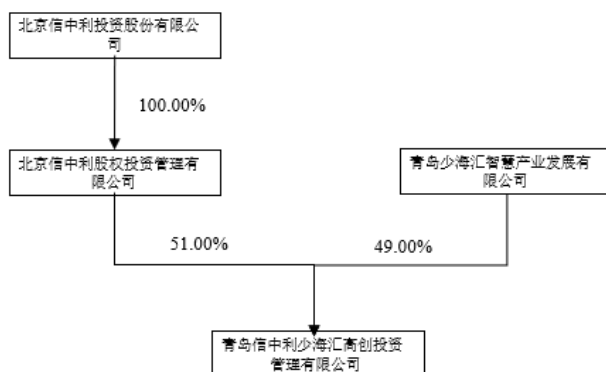 北京信中利投资股份有限公
司
100.00%
北京信中利股权投资管理有
限公司
青岛少海汇智慧产业发展有
限公司
51.00%
49.00%
青岛信中利少海汇高创投资
管理有限公司